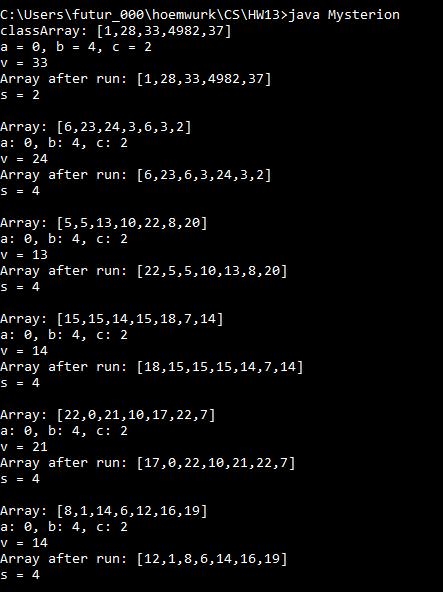 C:\Users\futur_000\hoemwurk\CS\HW13>java Mysterion
classArray: [1,28,33,4982,37]
a = 0, b = 4, c = 2
v = 33
Array after run: [1,28,33,4982,37]
s = 2
Array: [6,23,24,3,6,3,2]
a: 0, b: 4, c: 2
v = 24
Array after run: [6,23,6,3,24,3,2]
s = 4
Array: [5,5,13,10,22,8,20]
a: 0, b: 4, c: 2
v = 13
Array after run: [22,5,5,10,13,8,20]
s = 4
Array: [15,15,14,15,18,7,14]
a: 0, b: 4, c: 2
v = 14
Array after run: [18,15,15,15,14,7,14]
s = 4
Array: [22,0,21,10,17,22,7]
a: 0, b: 4, c: 2
v = 21
Array after run: [17,0,22,10,21,22,7]
s = 4
Array: [8,1,14,6,12,16,19]
a: 0, b: 4, c: 2
v = 14
Array after run: [12,1,8,6,14,16,19]
s = 4